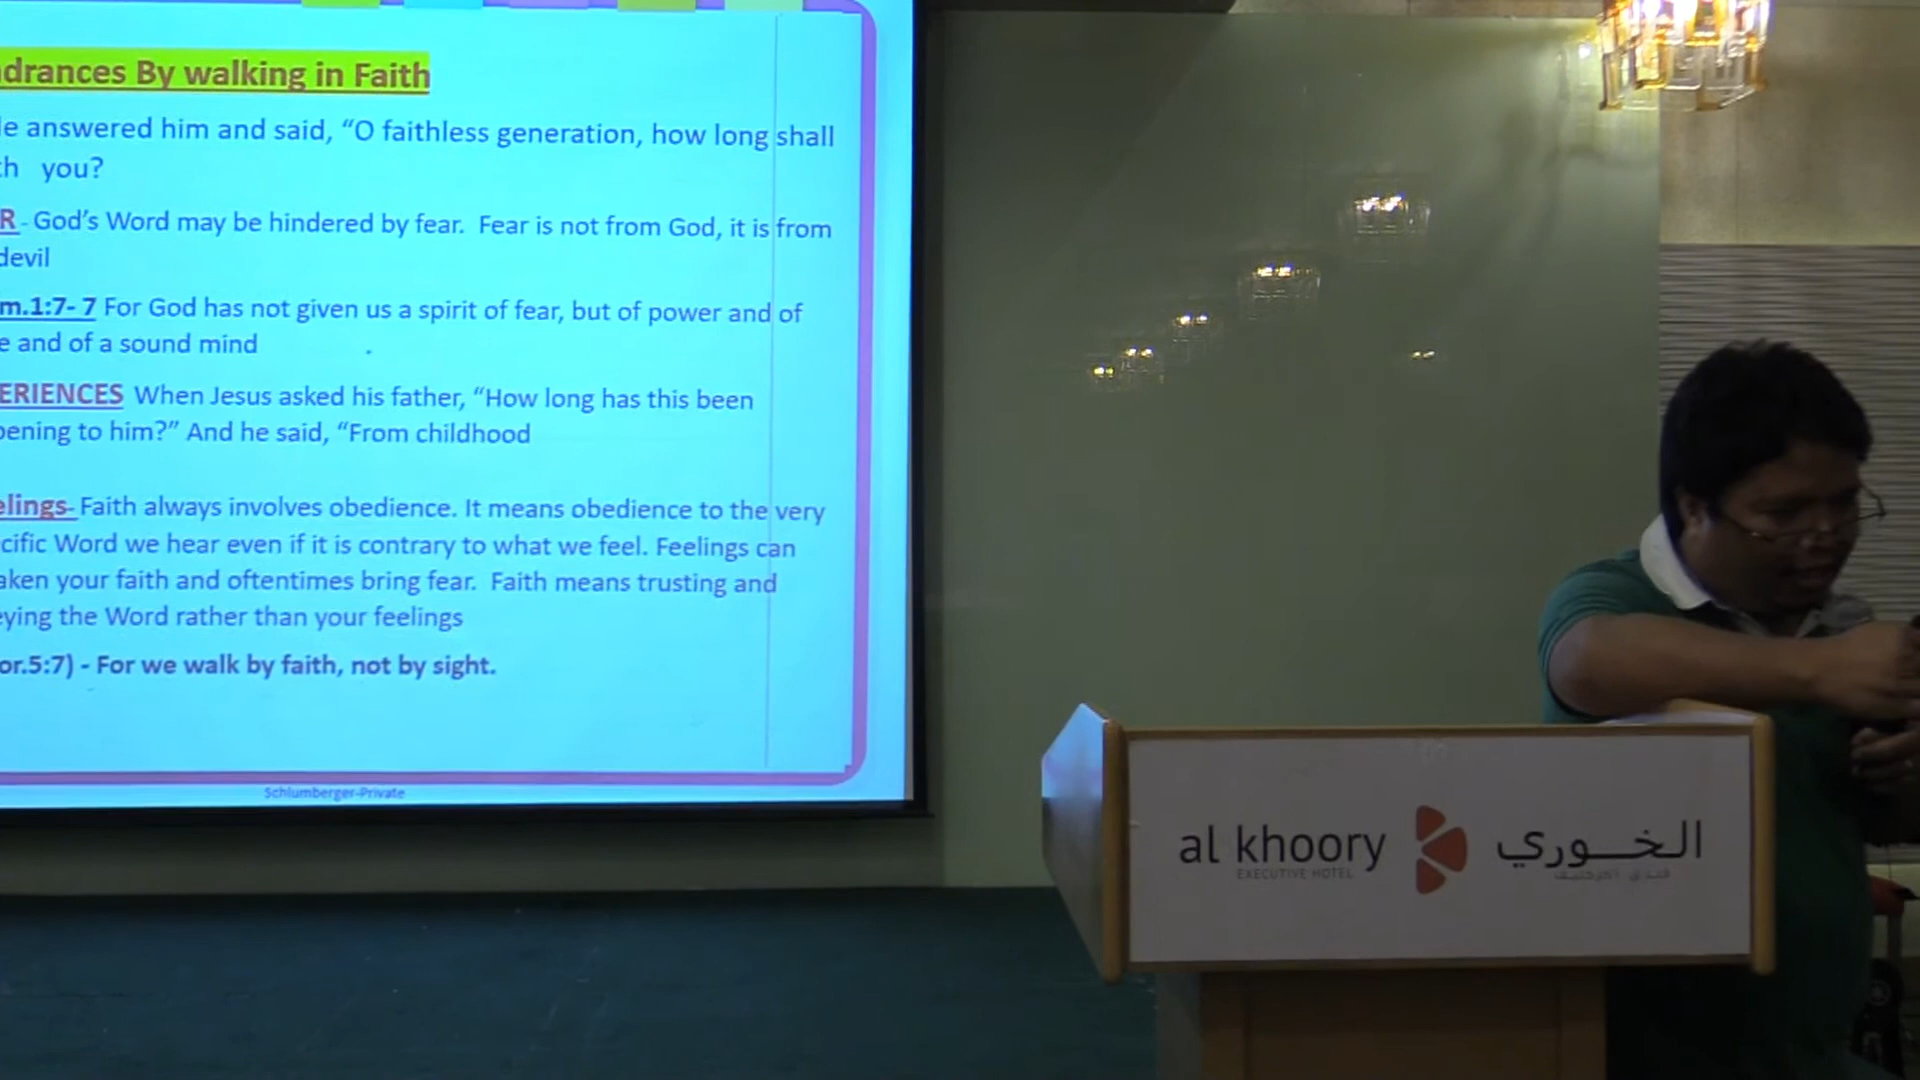 drances By walking in Faith
e answered him and said, “O faithless generation, how long shall
th you?
R - God’s Word may be hindered by fear. Fear is not from God, it is from
devil
m.1:7- 7 For God has not given us a spirit of fear, but of power and of
e and of a sound mind
ERIENCES When Jesus asked his father, “How long has this been
pening to him?” And he said, “From childhood
elings- Faith always involves obedience. It means obedience to the very
cific Word we hear even if it is contrary to what we feel. Feelings can
aken your faith and oftentimes bring fear. Faith means trusting and
eying the Word rather than your feelings
or.5:7) - For we walk by faith, not by sight.
Schlumberger-Private
al khoory الخوري
EXECUTIVE HOTEL